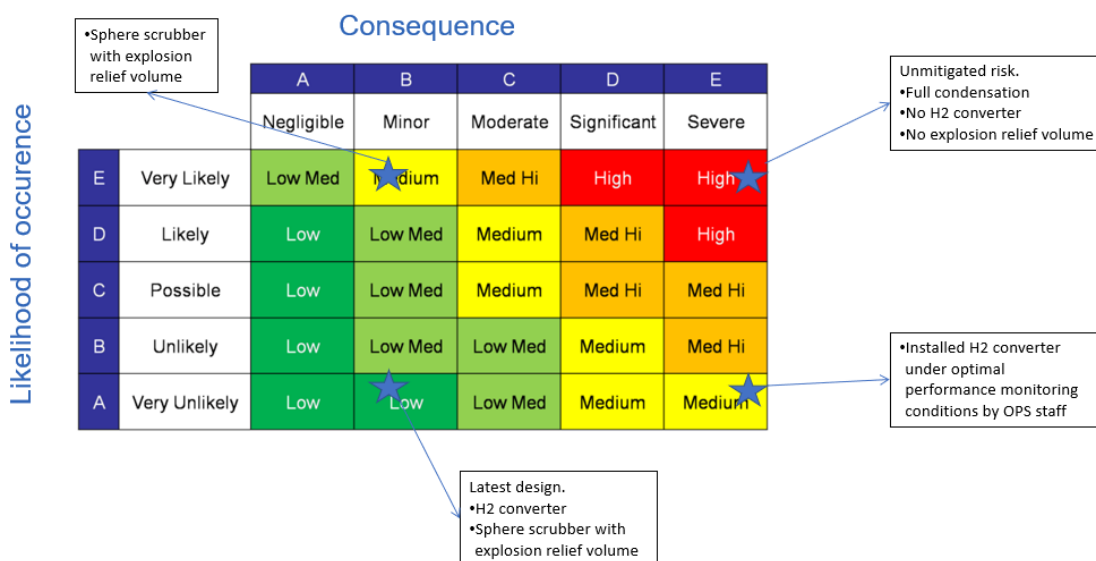 Consequence
•Sphere scrubber
with explosion
relief volume
Unmitigated risk.
•Full condensation
•No H2 converter
•No explosion relief volume
A B C D E
Negligible Minor Moderate Significant Severe
Likelihood of occurence
E Very Likely Low Med Medium Med Hi High High
D Likely Low Low Med Medium Med Hi High
C Possible Low Low Med Medium Med Hi Med Hi
B Unlikely Low Low Med Low Med Medium Med Hi
A Very Unlikely Low Low Low Med Medium Medium
•Installed H2 converter
under optimal
performance monitoring
conditions by OPS staff
Latest design.
•H2 converter
•Sphere scrubber with
explosion relief volume